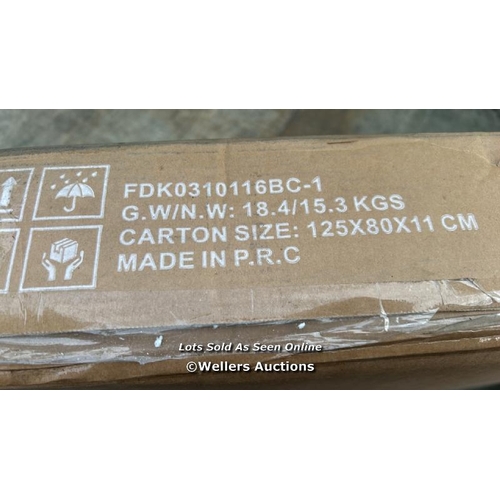 FDK0310116BC-1
G.W/N.W: 18.4/15.3 KGS
CARTON SIZE: 125X80X11 CM
MADE IN P.R.C
Lots Sold As Seen Online
©Wellers Auctions